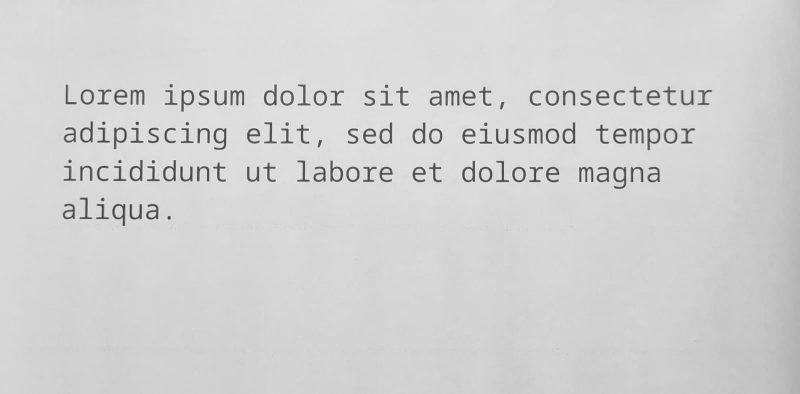 Lorem ipsum dolor sit amet, consectetur
adipiscing elit, sed do eiusmod tempor
incididunt ut labore et dolore magna
aliqua.